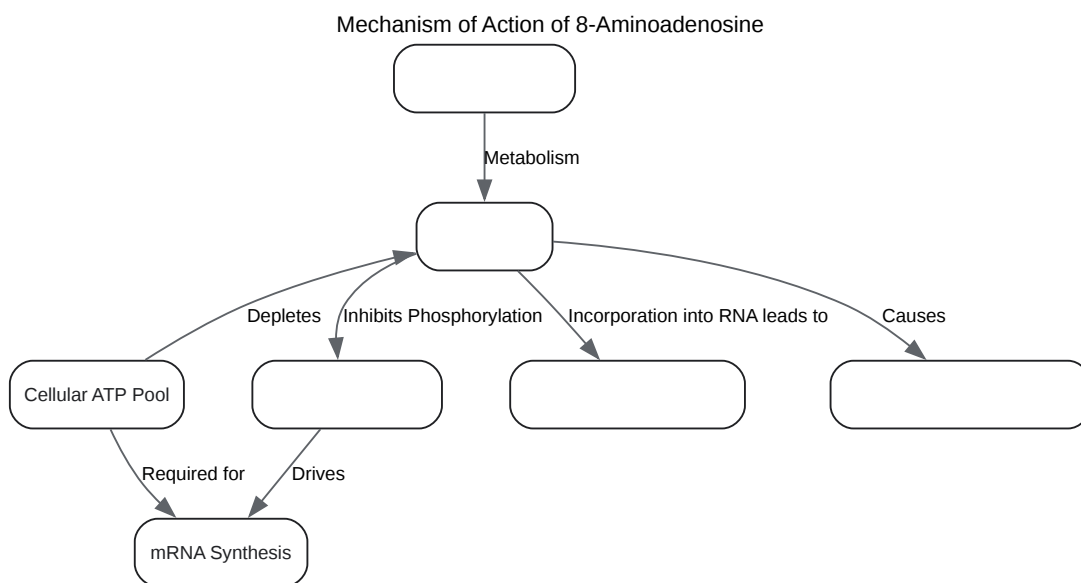 Mechanism of Action of 8-Aminoadenosine
Metabolism
Depletes
Inhibits Phosphorylation
Incorporation into RNA leads to
Causes
Cellular ATP Pool
Required for
Drives
mRNA Synthesis